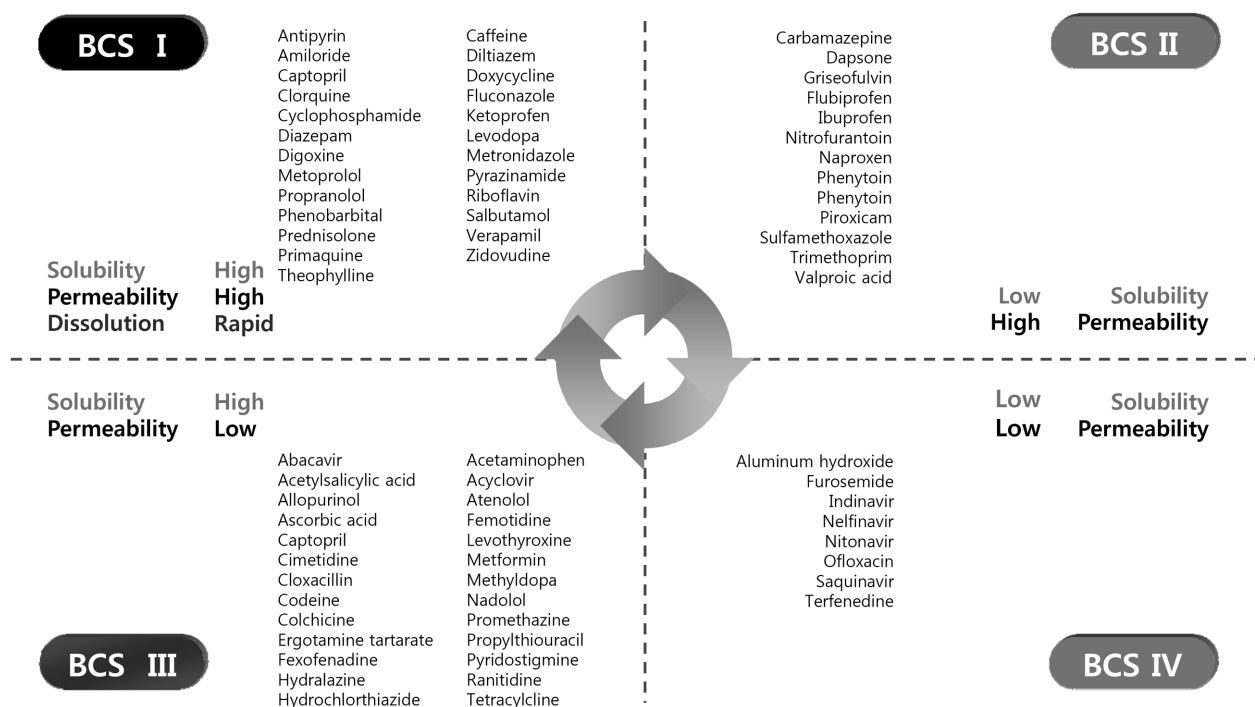 BCS I
Antipyrin
Amiloride
Captopril
Clorquine
Cyclophosphamide
Diazepam
Digoxine
Metoprolol
Propranolol
Phenobarbital
Prednisolone
Primaquine
Theophylline
Caffeine
Diltiazem
Doxycycline
Fluconazole
Ketoprofen
Levodopa
Metronidazole
Pyrazinamide
Riboflavin
Salbutamol
Verapamil
Zidovudine
Solubility High
Permeability High
Dissolution Rapid
BCS II
Carbamazepine
Dapsone
Griseofulvin
Flubiprofen
Ibuprofen
Nitrofurantoin
Naproxen
Phenytoin
Phenytoin
Piroxicam
Sulfamethoxazole
Trimethoprim
Valproic acid
Low Solubility
High Permeability
Solubility High
Permeability Low
Abacavir
Acetylsalicylic acid
Allopurinol
Ascorbic acid
Captopril
Cimetidine
Cloxacillin
Codeine
Colchicine
Ergotamine tartarate
Fexofenadine
Hydralazine
Hydrochlorthiazide
Acetaminophen
Acyclovir
Atenolol
Femotidine
Levothyroxine
Metformin
Methyldopa
Nadolol
Promethazine
Propylthiouracil
Pyridostigmine
Ranitidine
Tetracylcline
BCS III
Low Solubility
Low Permeability
Aluminum hydroxide
Furosemide
Indinavir
Nelfinavir
Nitonavir
Ofloxacin
Saquinavir
Terfenedine
BCS IV